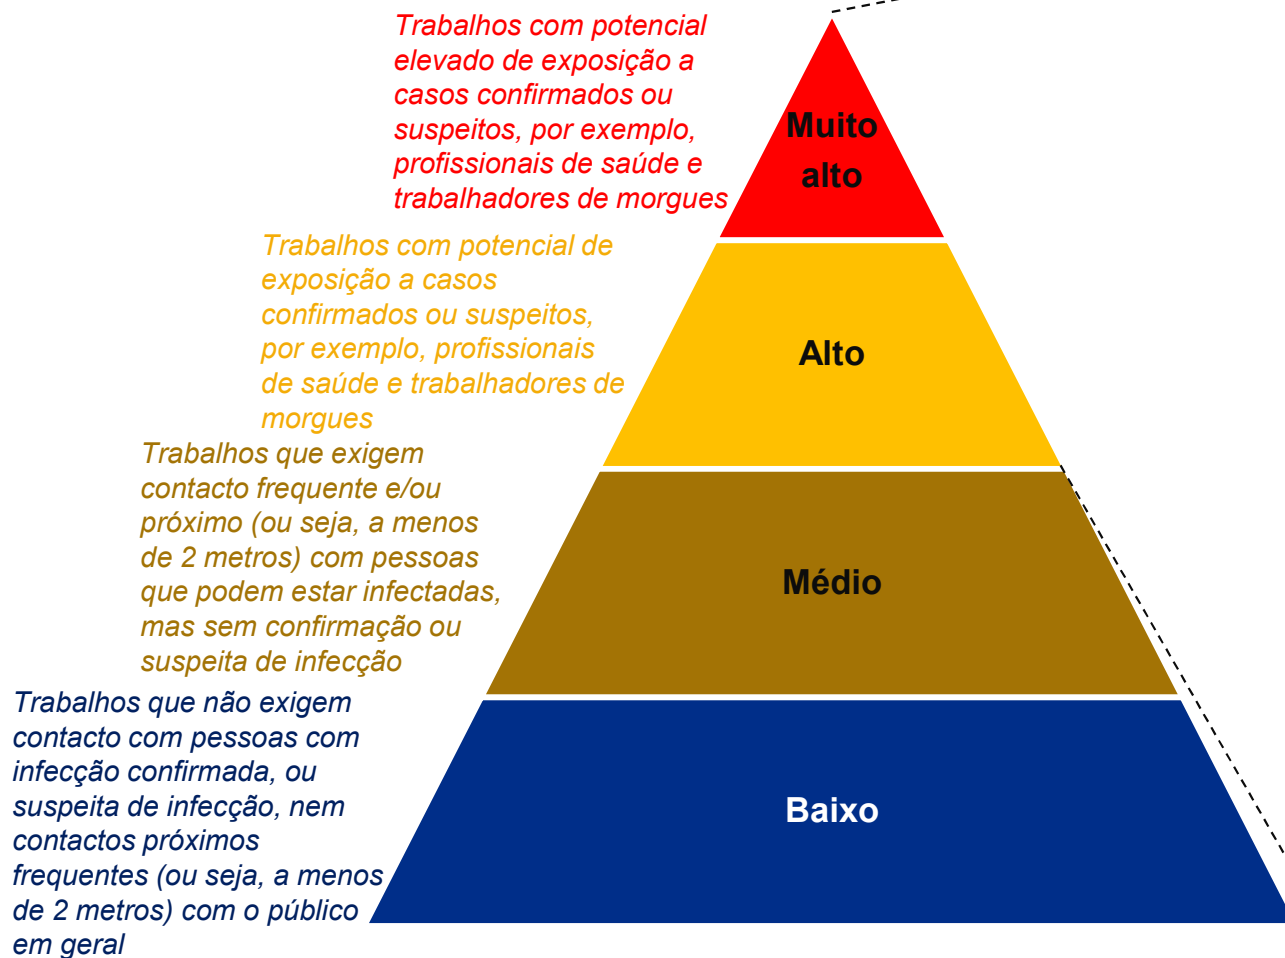 Trabalhos com potencial
elevado de exposição a
casos confirmados ou
suspeitos, por exemplo,
profissionais de saúde e
trabalhadores de morgues
Muito
alto
Trabalhos com potencial de
exposição a casos
confirmados ou suspeitos,
por exemplo, profissionais
de saúde e trabalhadores de
morgues
Alto
Trabalhos que exigem
contacto frequente e/ou
próximo (ou seja, a menos
de 2 metros) com pessoas
que podem estar infectadas,
mas sem confirmação ou
suspeita de infecção
Médio
Trabalhos que não exigem
contacto com pessoas com
infecção confirmada, ou
suspeita de infecção, nem
contactos próximos
frequentes (ou seja, a menos
de 2 metros) com o público
em geral
Baixo